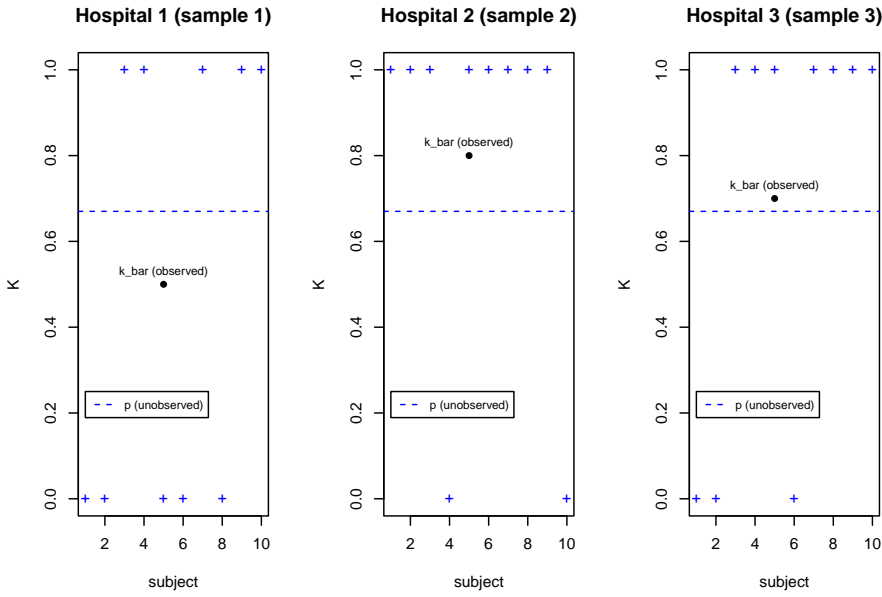 Hospital 1 (sample 1)
K
0.0 0.2 0.4 0.6 0.8 1.0
k_bar (observed)
p (unobserved)
2 4 6 8 10
subject
Hospital 2 (sample 2)
K
0.0 0.2 0.4 0.6 0.8 1.0
k_bar (observed)
p (unobserved)
2 4 6 8 10
subject
Hospital 3 (sample 3)
K
0.0 0.2 0.4 0.6 0.8 1.0
k_bar (observed)
p (unobserved)
2 4 6 8 10
subject